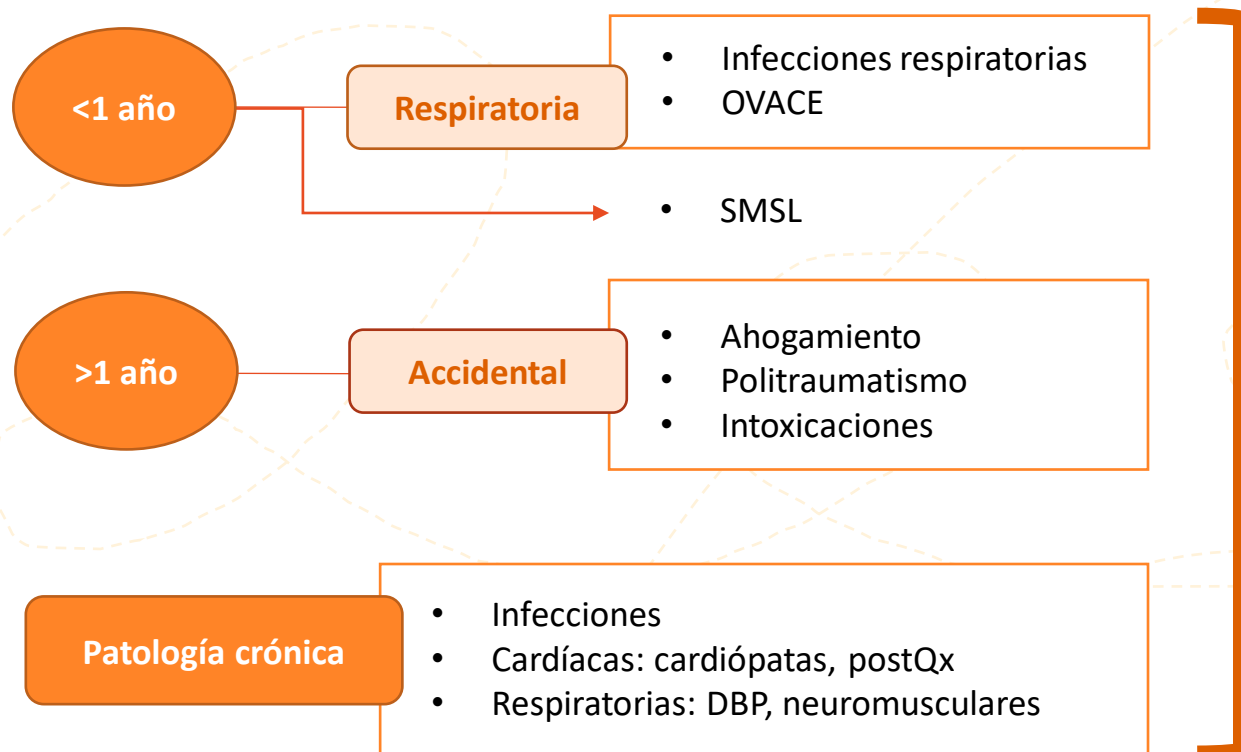 <1 año
Respiratoria
• Infecciones respiratorias
• OVACE
• SMSL
>1 año
Accidental
• Ahogamiento
• Politraumatismo
• Intoxicaciones
Patología crónica
• Infecciones
• Cardíacas: cardiópatas, postQx
• Respiratorias: DBP, neuromusculares